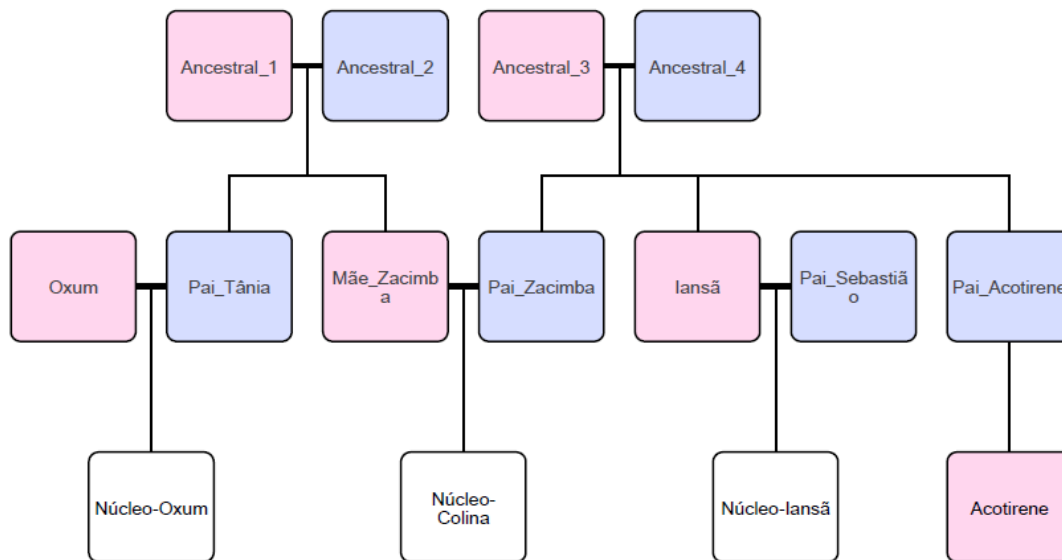 Ancestral_1
Ancestral_2
Ancestral_3
Ancestral_4
Oxum
Pai_Tânia
Mãe_Zacimb
a
Pai_Zacimba
Iansã
Pai_Sebastiã
o
Pai_Acotirene
Núcleo-Oxum
Núcleo-
Colina
Núcleo-Iansã
Acotirene